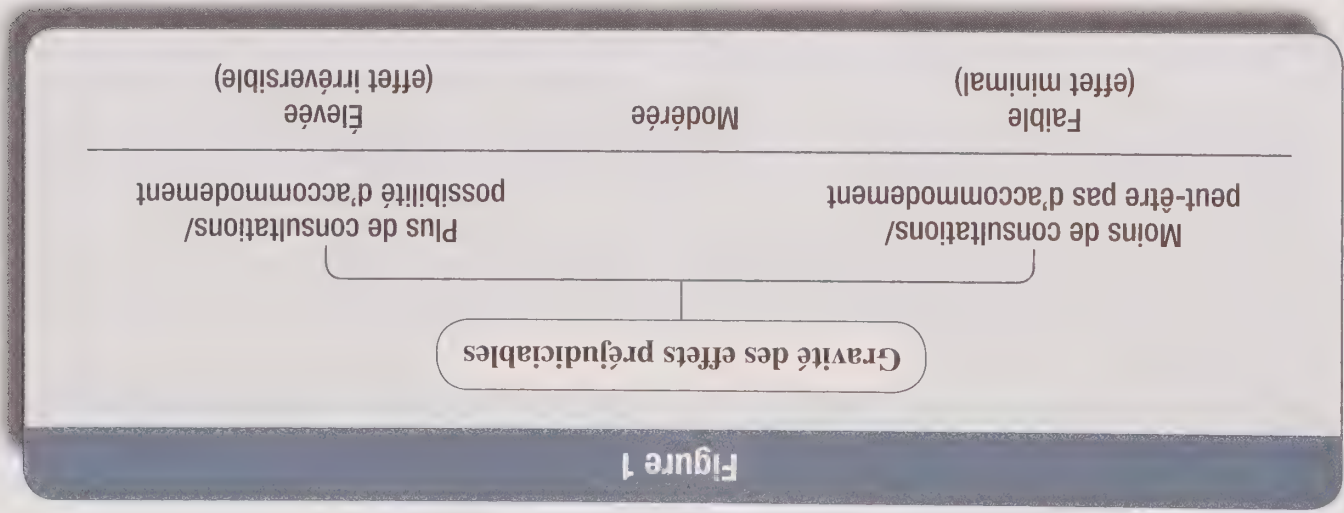 Figure 1
Gravité des effets préjudiciables
Moins de consultations/
peut-être pas d'accommodement
Plus de consultations/
possibilité d'accommodement
Faible
(effet minimal)
Modérée
Élevée
(effet irréversible)